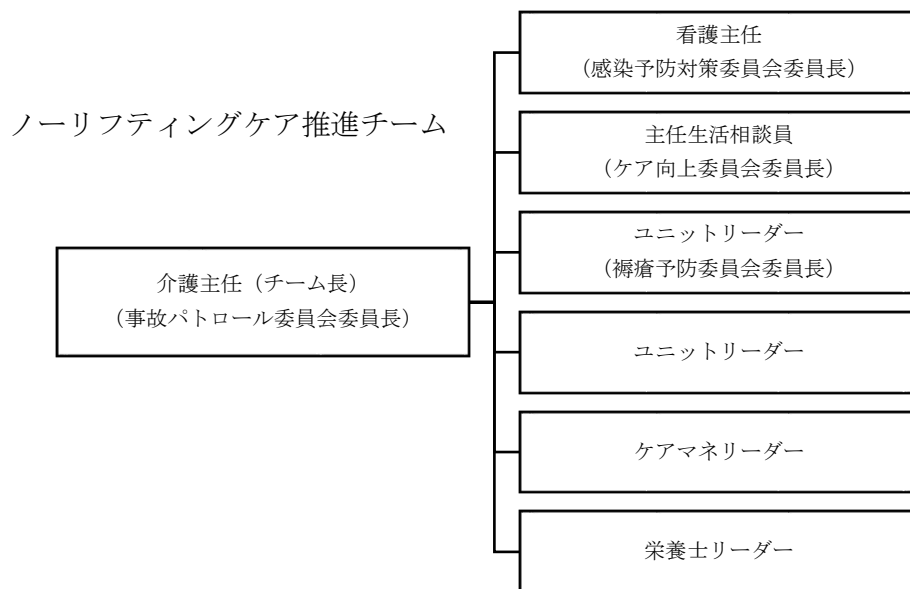 ノーリフティングケア推進チーム
介護主任（チーム長）
（事故パトロール委員会委員長）
看護主任
（感染予防対策委員会委員長）
主任生活相談員
（ケア向上委員会委員長）
ユニットリーダー
（褥瘡予防委員会委員長）
ユニットリーダー
ケアマネリーダー
栄養士リーダー